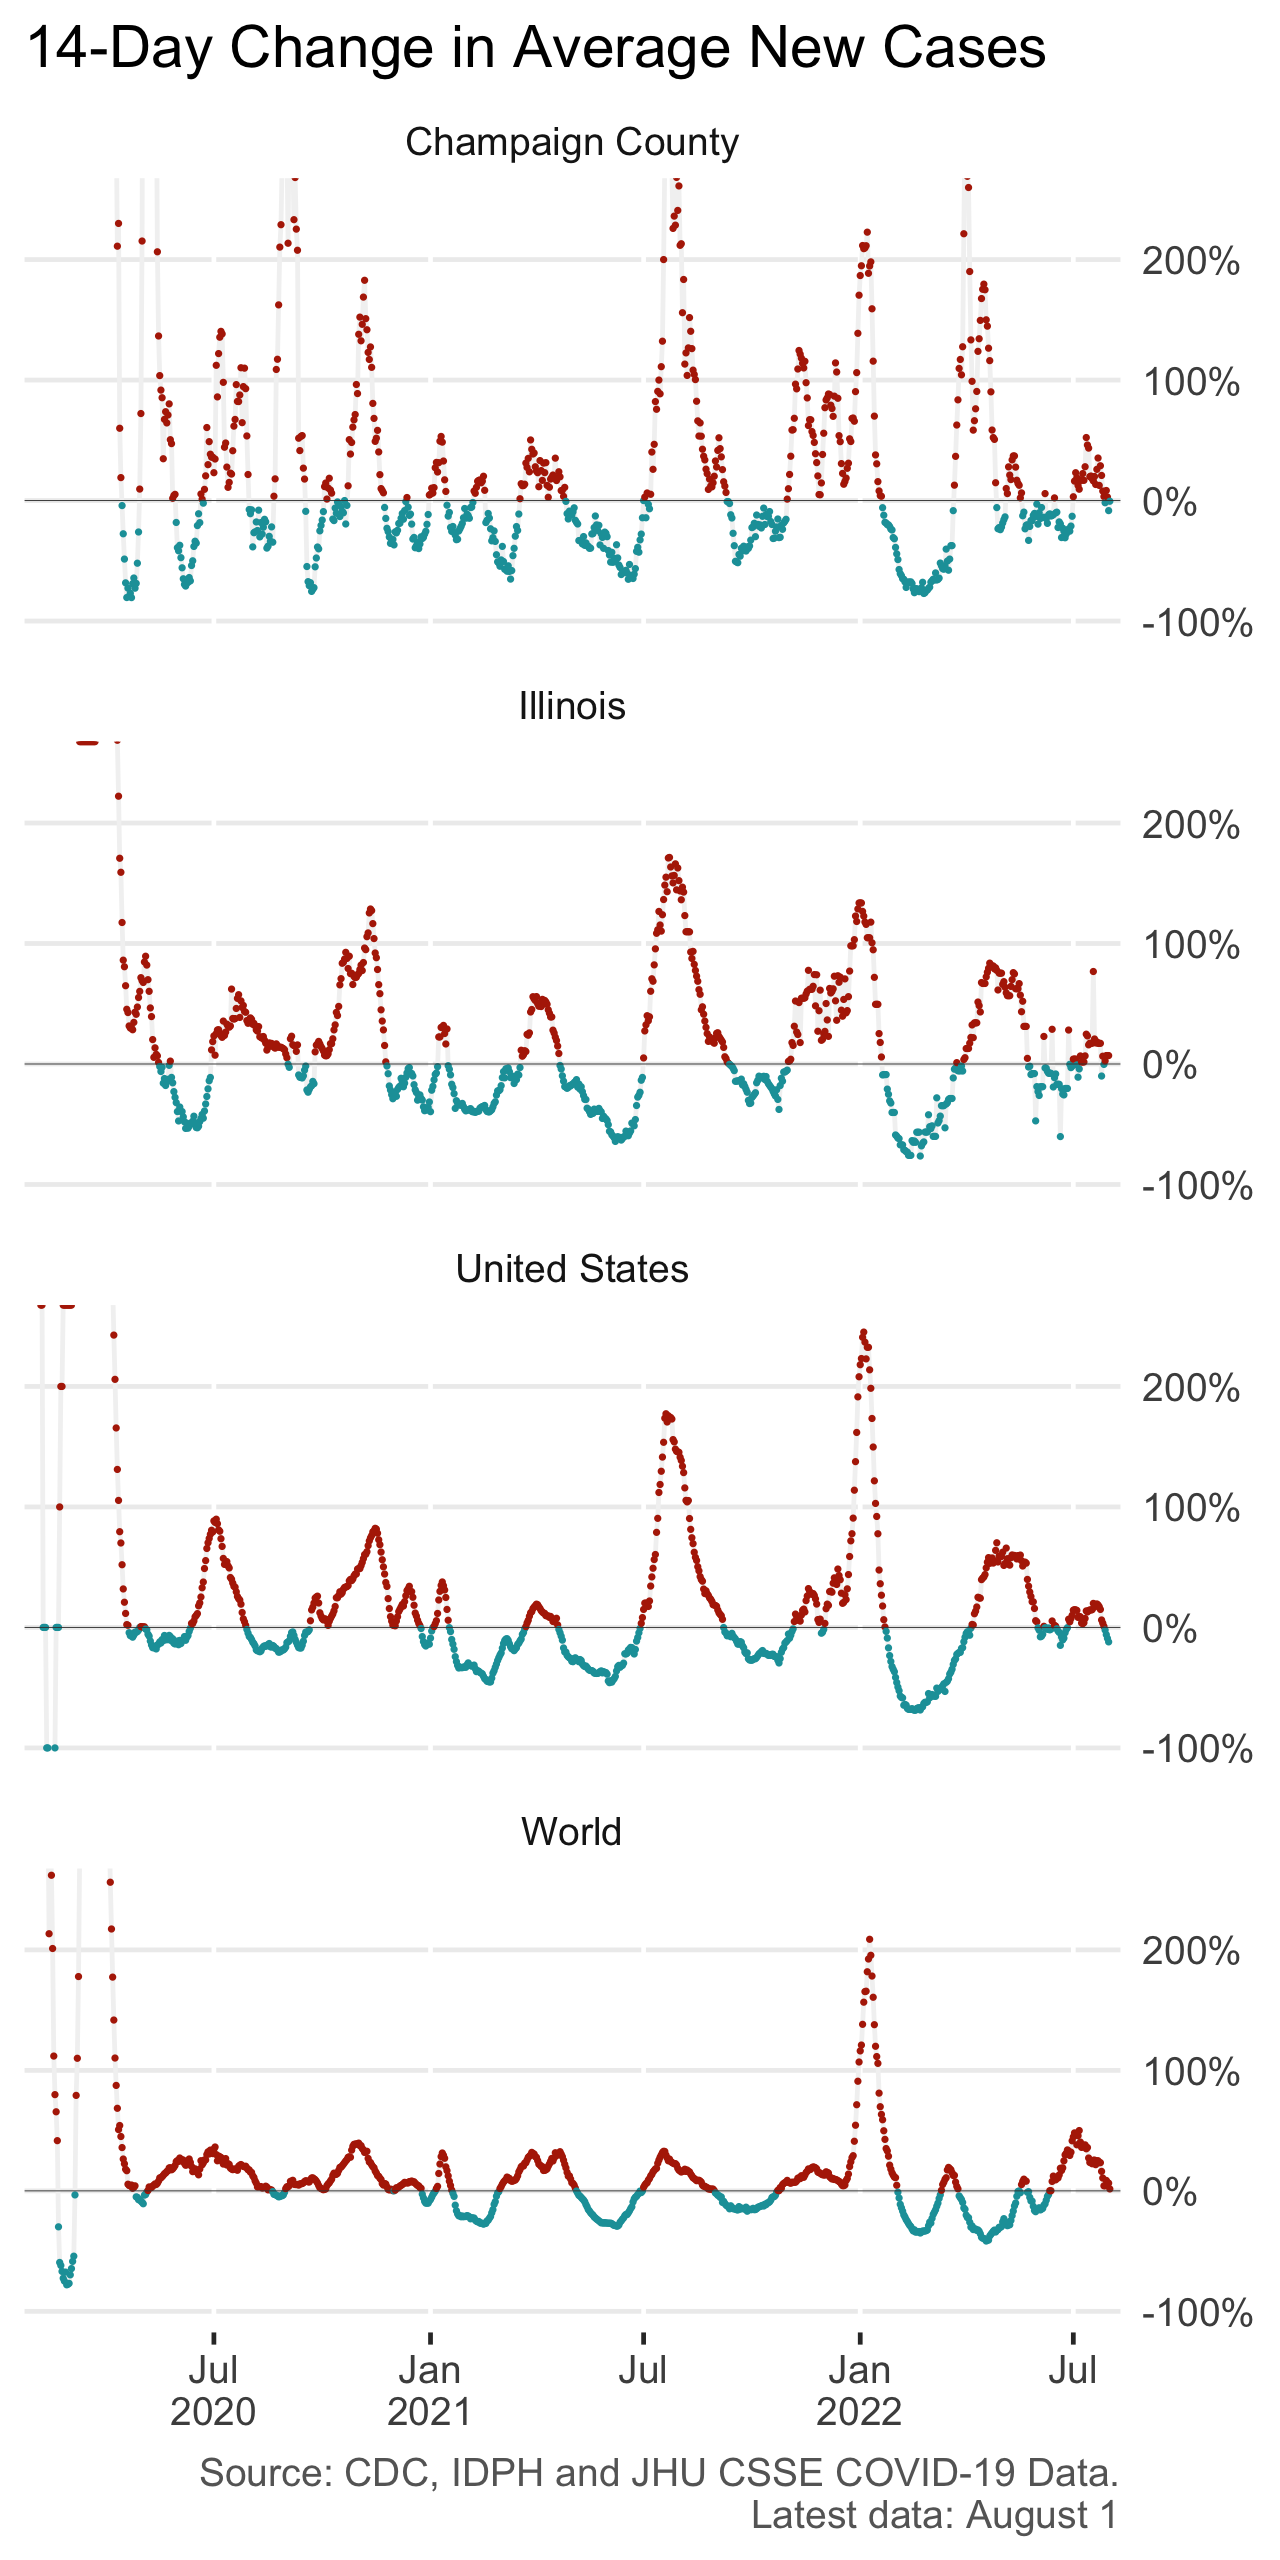 14-Day Change in Average New Cases
Champaign County
200%
100%
0%
-100%
Illinois
200%
100%
0%
-100%
United States
200%
100%
0%
-100%
World
200%
100%
0%
-100%
Jul Jan Jul Jan Jul
2020 2021 2022
Source: CDC, IDPH and JHU CSSE COVID-19 Data.
Latest data: August 1